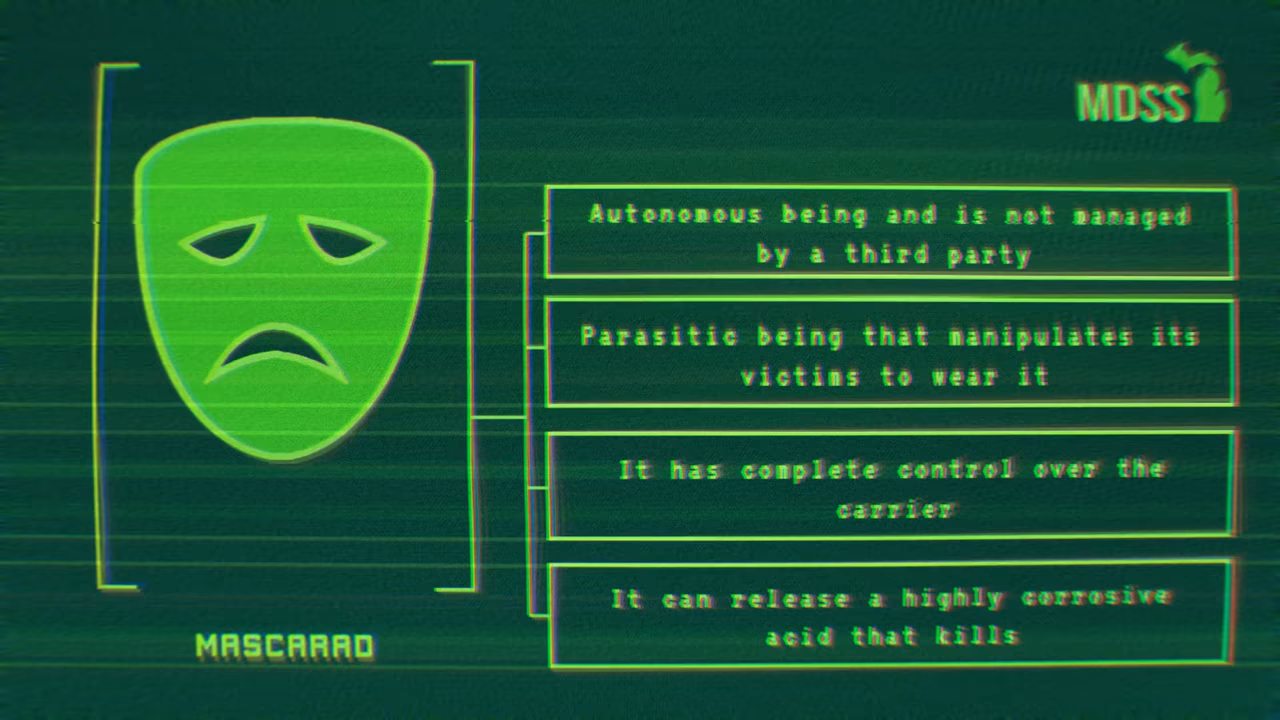 MDSS
Autonomous being and is not managed
by a third party
Parasitic being that manipulates its
victims to wear it
It has complete control over the
carrier
It can release a highly corrosive
acid that kills
MASCARAD